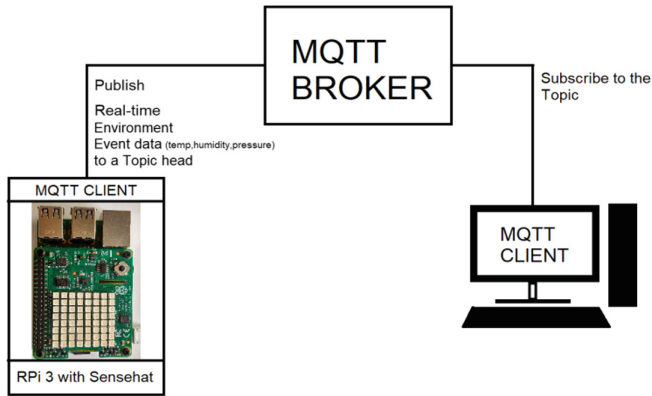 MQTT
BROKER
Publish
Real-time
Environment
Event data (temp,humidity,pressure)
to a Topic head
Subscribe to the
Topic
MQTT CLIENT
RPi 3 with Sensehat
MQTT
CLIENT